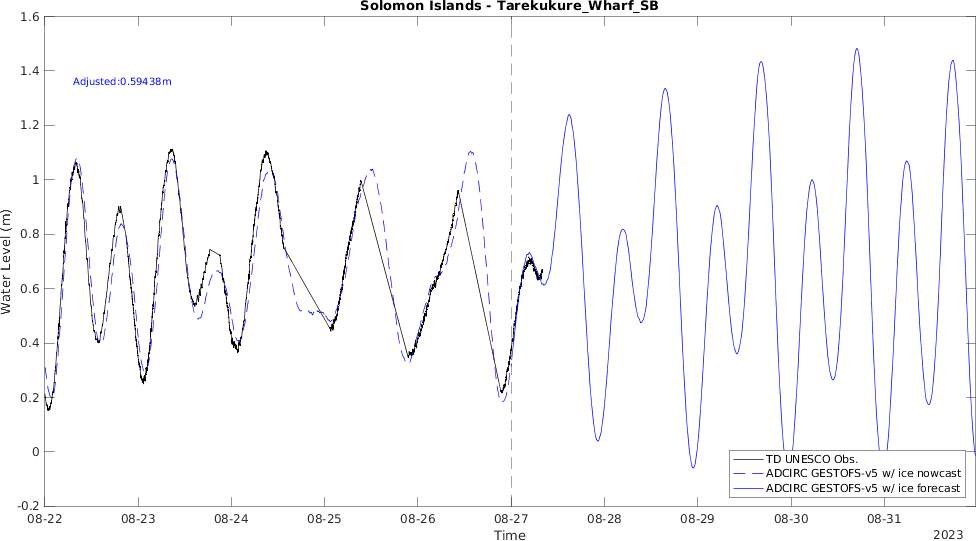 Solomon Islands - Tarekukure_Wharf_SB
1.6
1.4
1.2
1
0.8
0.6
0.4
0.2
0
-0.2
Water Level (m)
Adjusted:0.59438m
TD UNESCO Obs.
ADCIRC GESTOFS-v5 w/ ice nowcast
ADCIRC GESTOFS-v5 w/ ice forecast
08-22 08-23 08-24 08-25 08-26 08-27 08-28 08-29 08-30 08-31
Time
2023